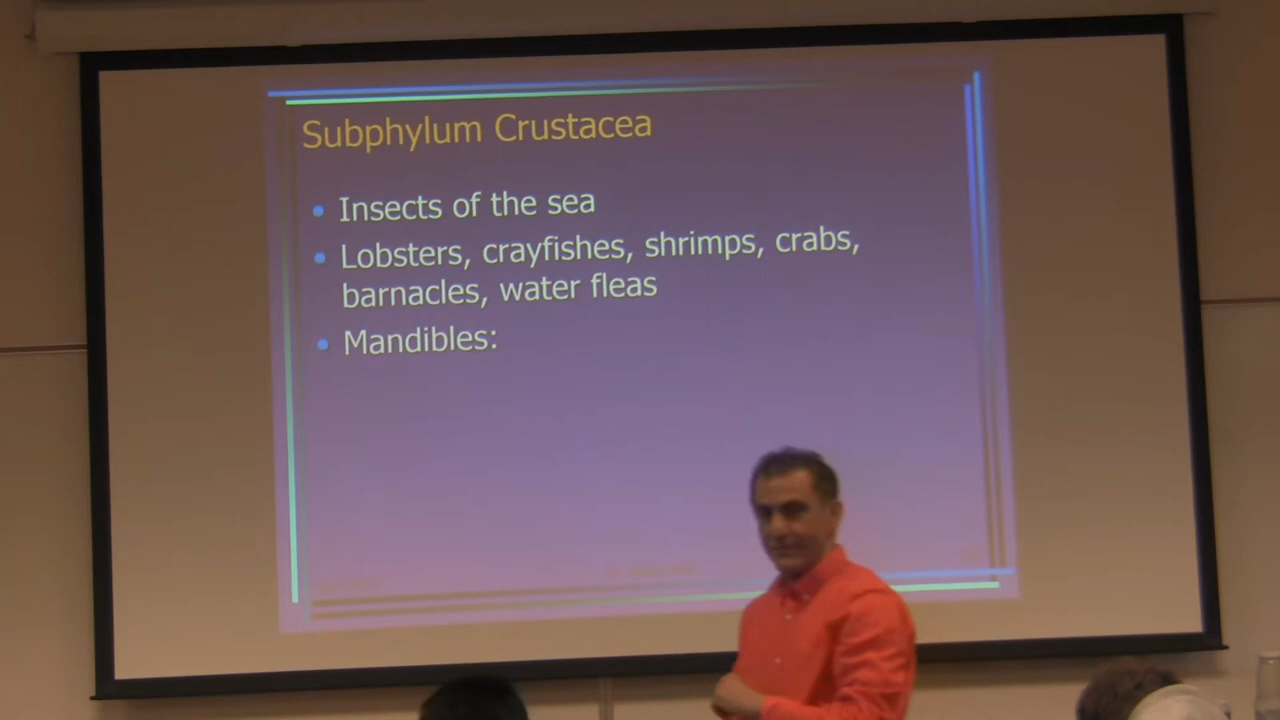 Subphylum Crustacea
• Insects of the sea
• Lobsters, crayfishes, shrimps, crabs,
barnacles, water fleas
• Mandibles: